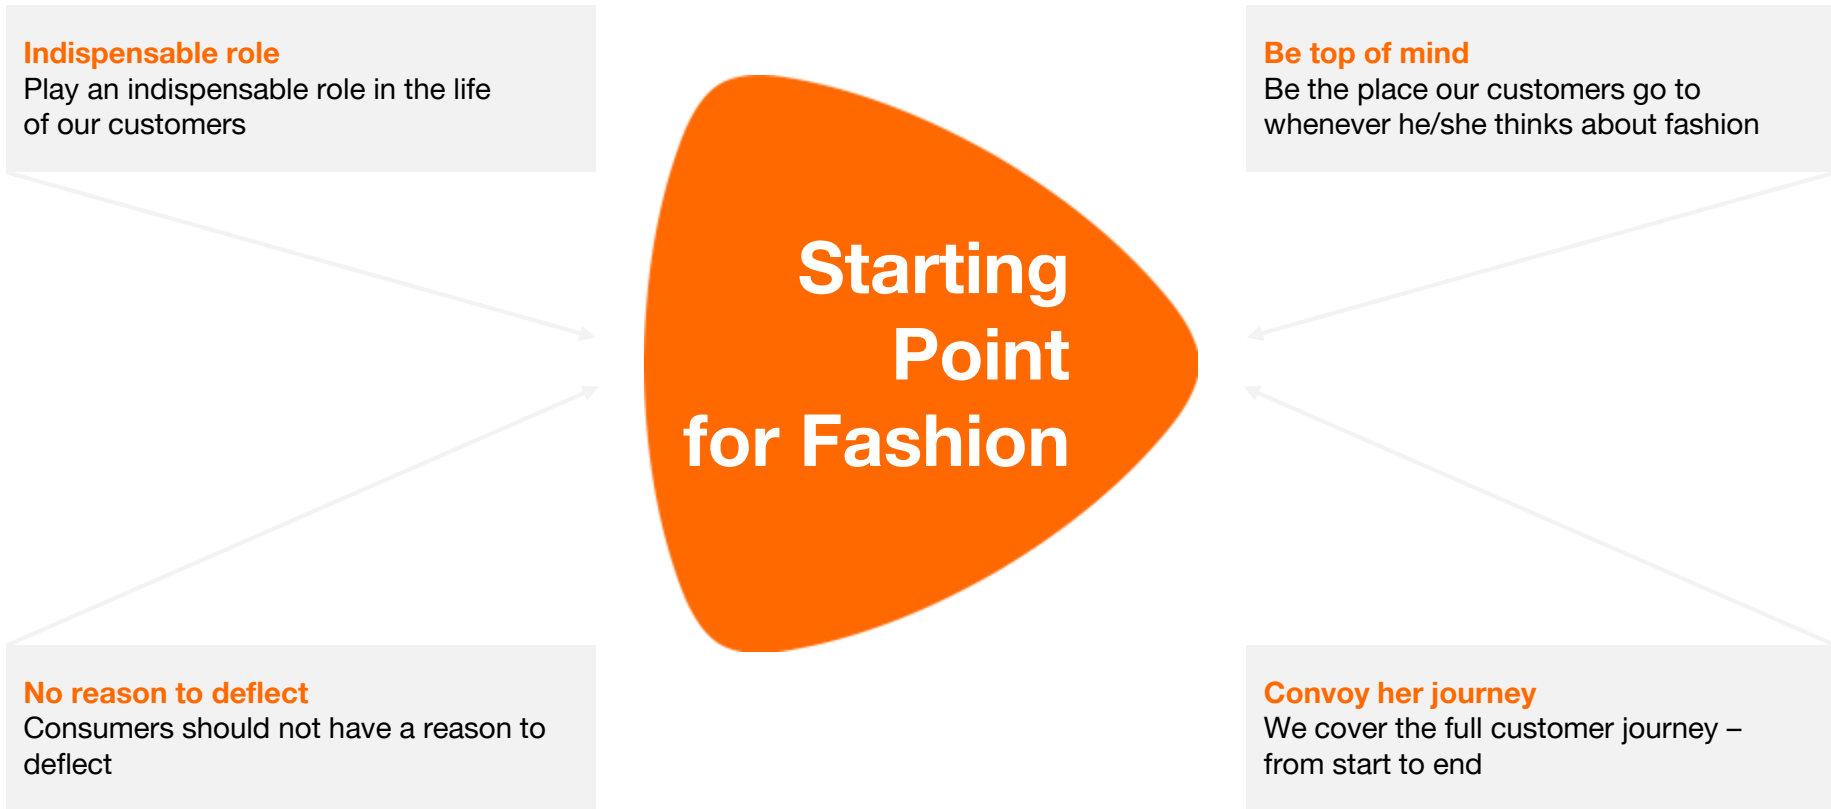 Indispensable role
Play an indispensable role in the life
of our customers
Be top of mind
Be the place our customers go to
whenever he/she thinks about fashion
Starting
Point
for Fashion
No reason to deflect
Consumers should not have a reason to
deflect
Convoy her journey
We cover the full customer journey –
from start to end